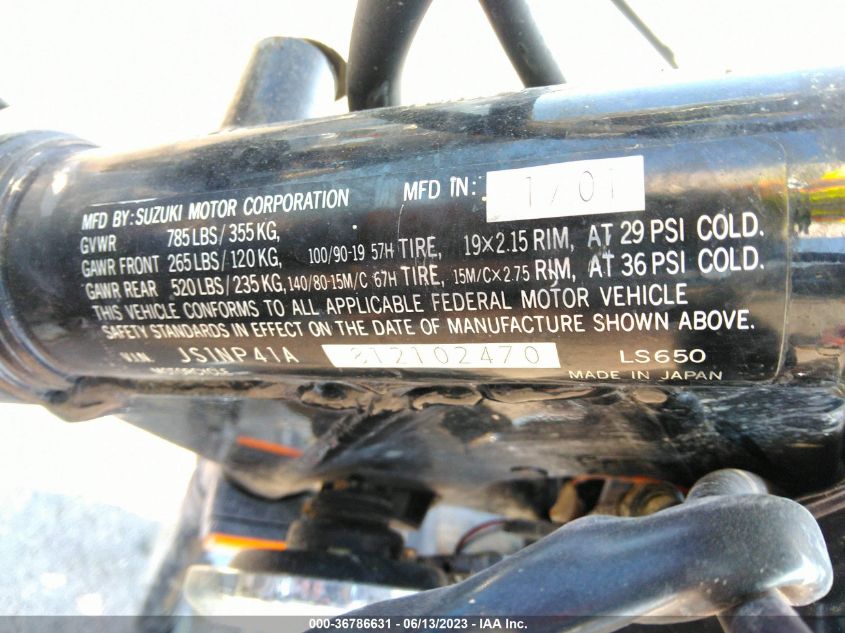 MFD BY: SUZUKI MOTOR CORPORATION MFD IN: 1/01
GVWR 785 LBS/355 KG,
GAWR FRONT 265 LBS/120 KG, 100/90-19 57H TIRE, 19×2.15 RIM, AT 29 PSI COLD.
GAWR REAR 520 LBS/235 KG, 140/80-15M/C 67H TIRE, 15M/C×2.75 RIM, AT 36 PSI COLD.
THIS VEHICLE CONFORMS TO ALL APPLICABLE FEDERAL MOTOR VEHICLE
SAFETY STANDARDS IN EFFECT ON THE DATE OF MANUFACTURE SHOWN ABOVE.
V.I.N JS1NP41A 812102470 LS650
MOTORCYCLE MADE IN JAPAN
000-36786631 - 06/13/2023 - IAA Inc.